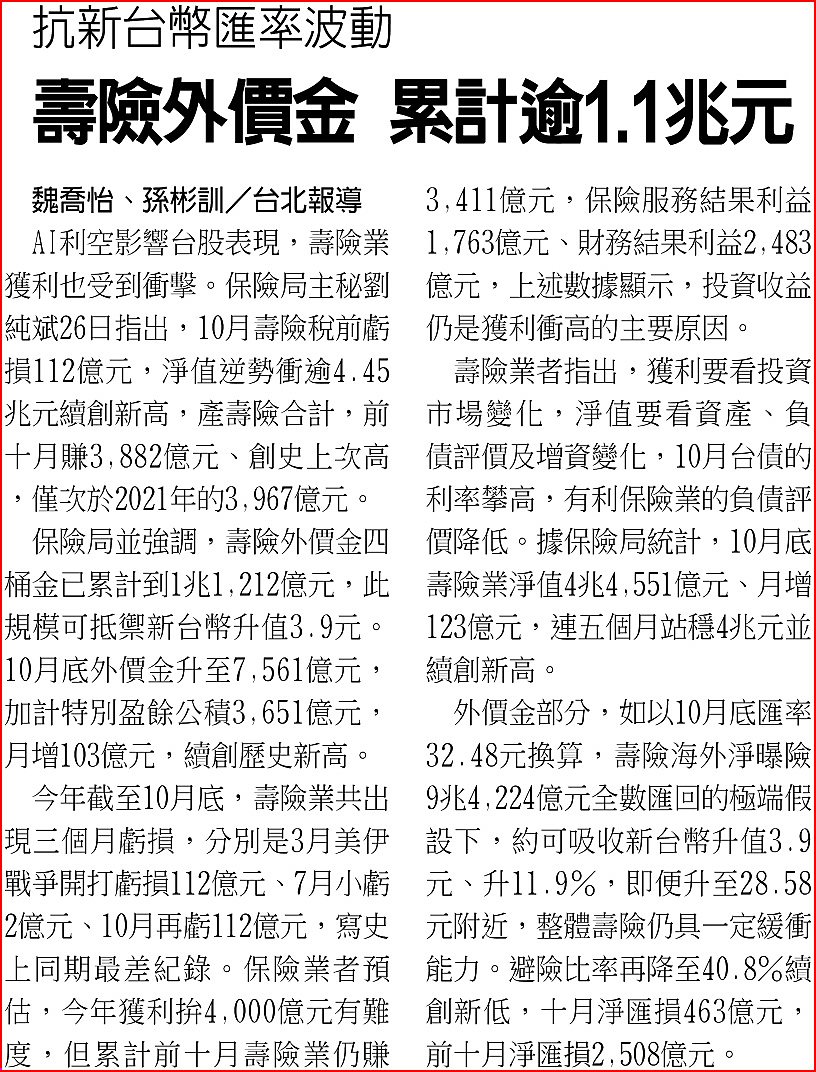 抗新台幣匯率波動
壽險外價金 累計逾1.1兆元
魏喬怡、孫彬訓／台北報導
AI利空影響台股表現，壽險業
獲利也受到衝擊。保險局主秘劉
純斌26日指出，10月壽險稅前虧
損112億元，淨值逆勢衝逾4.45
兆元續創新高，產壽險合計，前
十月賺3,882億元、創史上次高
，僅次於2021年的3,967億元。
保險局並強調，壽險外價金四
桶金已累計到1兆1,212億元，此
規模可抵禦新台幣升值3.9元。
10月底外價金升至7,561億元，
加計特別盈餘公積3,651億元，
月增103億元，續創歷史新高。
今年截至10月底，壽險業共出
現三個月虧損，分別是3月美伊
戰爭開打虧損112億元、7月小虧
2億元、10月再虧112億元，寫史
上同期最差紀錄。保險業者預
估，今年獲利拚4,000億元有難
度，但累計前十月壽險業仍賺
3,411億元，保險服務結果利益
1,763億元、財務結果利益2,483
億元，上述數據顯示，投資收益
仍是獲利衝高的主要原因。
壽險業者指出，獲利要看投資
市場變化，淨值要看資產、負
債評價及增資變化，10月台債的
利率攀高，有利保險業的負債評
價降低。據保險局統計，10月底
壽險業淨值4兆4,551億元、月增
123億元，連五個月站穩4兆元並
續創新高。
外價金部分，如以10月底匯率
32.48元換算，壽險海外淨曝險
9兆4,224億元全數匯回的極端假
設下，約可吸收新台幣升值3.9
元、升11.9%，即便升至28.58
元附近，整體壽險仍具一定緩衝
能力。避險比率再降至40.8%續
創新低，十月淨匯損463億元，
前十月淨匯損2,508億元。